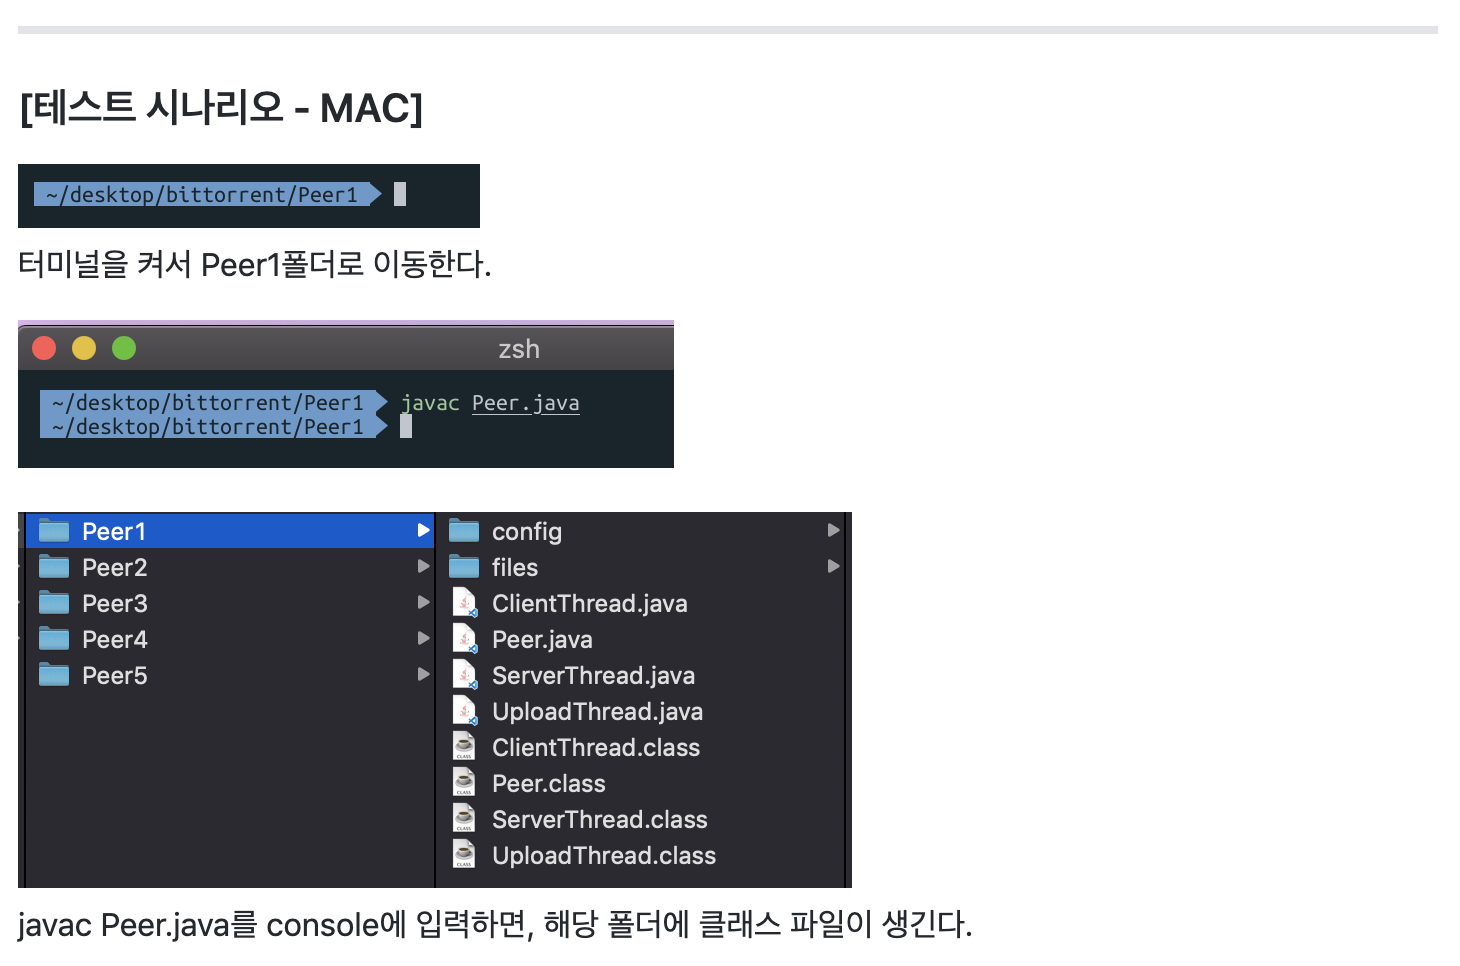 [테스트 시나리오 - MAC]
~/desktop/bittorrent/Peer1
터미널을 켜서 Peer1폴더로 이동한다.
zsh
~/desktop/bittorrent/Peer1 javac Peer.java
~/desktop/bittorrent/Peer1
Peer1
Peer2
Peer3
Peer4
Peer5
config
files
ClientThread.java
Peer.java
ServerThread.java
UploadThread.java
ClientThread.class
Peer.class
ServerThread.class
UploadThread.class
javac Peer.java를 console에 입력하면, 해당 폴더에 클래스 파일이 생긴다.